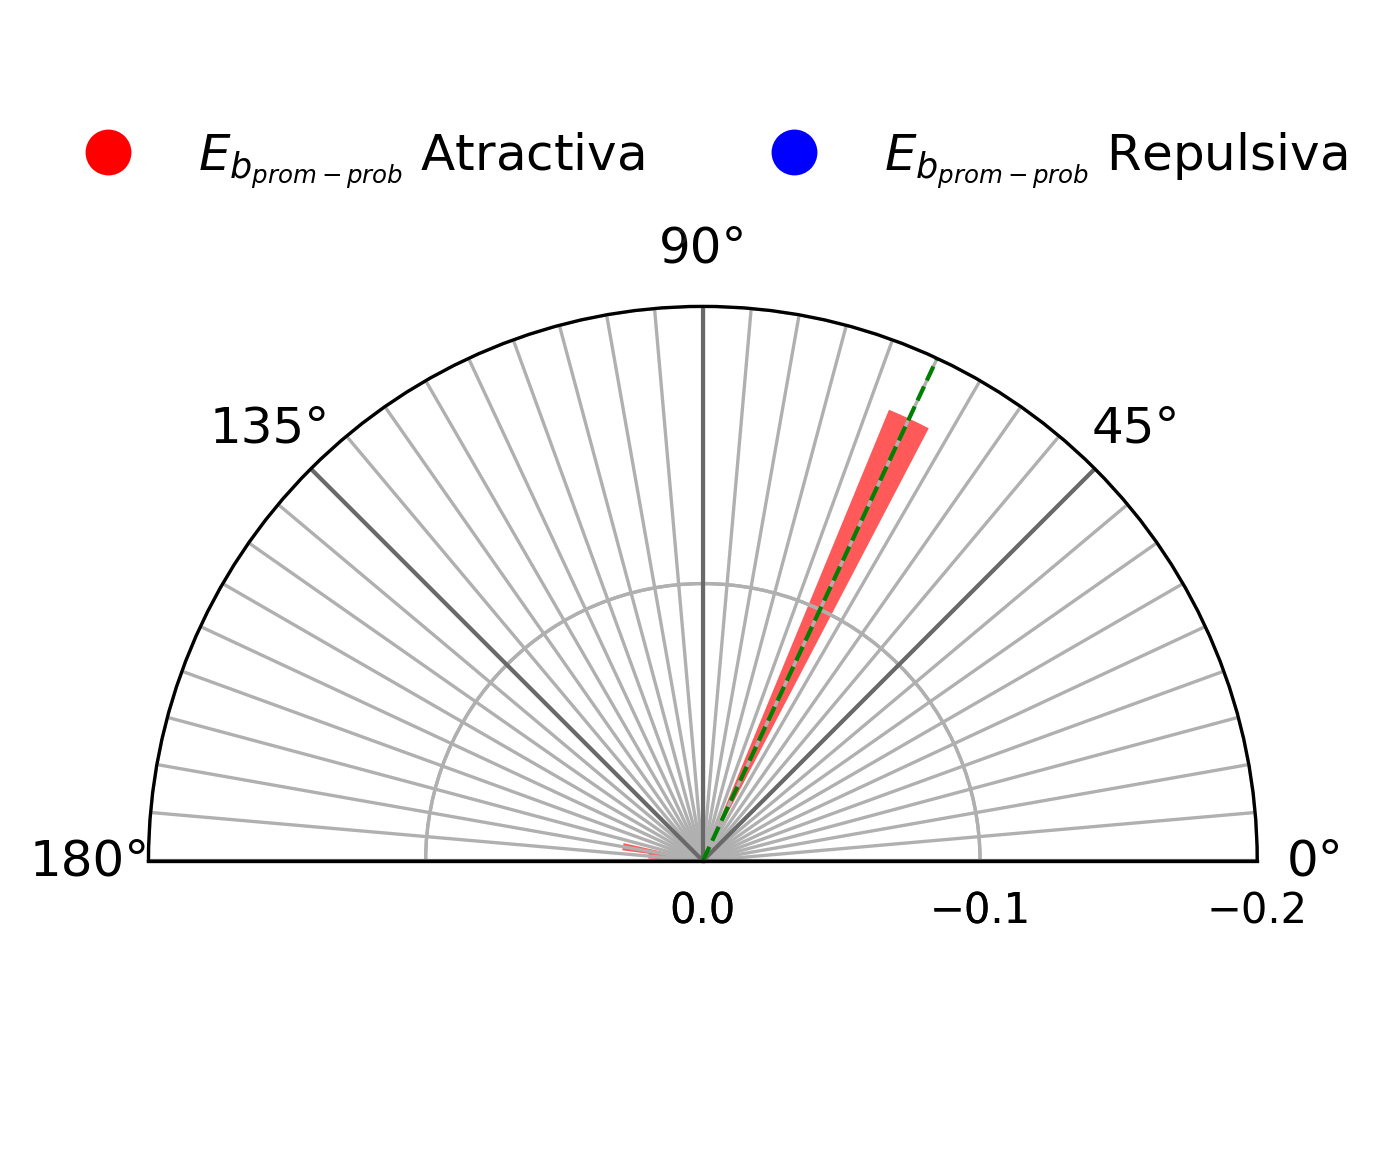 E_{b_{prom-prob}} Atractiva E_{b_{prom-prob}} Repulsiva
90°
135° 45°
180° 0°
0.0 −0.1 −0.2